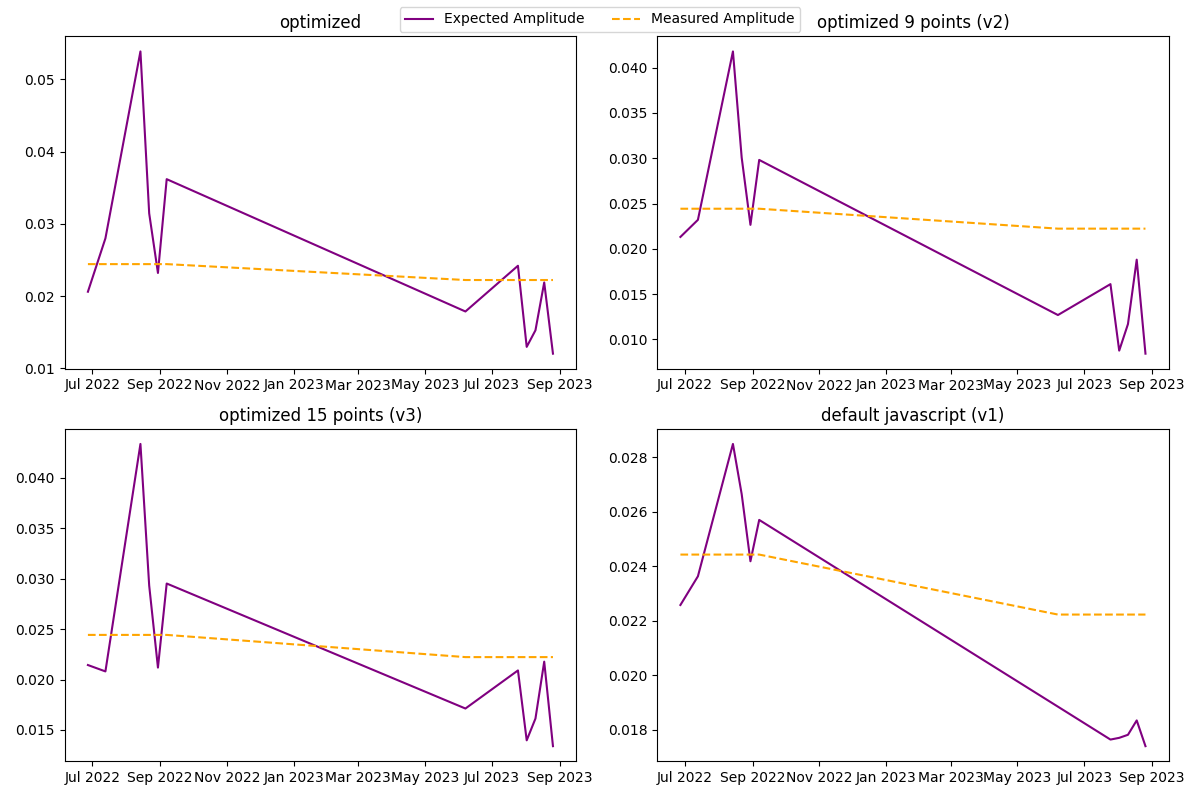 Expected Amplitude Measured Amplitude
optimized
0.05
0.04
0.03
0.02
0.01
Jul 2022 Sep 2022 Nov 2022 Jan 2023 Mar 2023 May 2023 Jul 2023 Sep 2023
optimized 9 points (v2)
0.040
0.035
0.030
0.025
0.020
0.015
0.010
Jul 2022 Sep 2022 Nov 2022 Jan 2023 Mar 2023 May 2023 Jul 2023 Sep 2023
optimized 15 points (v3)
0.040
0.035
0.030
0.025
0.020
0.015
Jul 2022 Sep 2022 Nov 2022 Jan 2023 Mar 2023 May 2023 Jul 2023 Sep 2023
default javascript (v1)
0.028
0.026
0.024
0.022
0.020
0.018
Jul 2022 Sep 2022 Nov 2022 Jan 2023 Mar 2023 May 2023 Jul 2023 Sep 2023